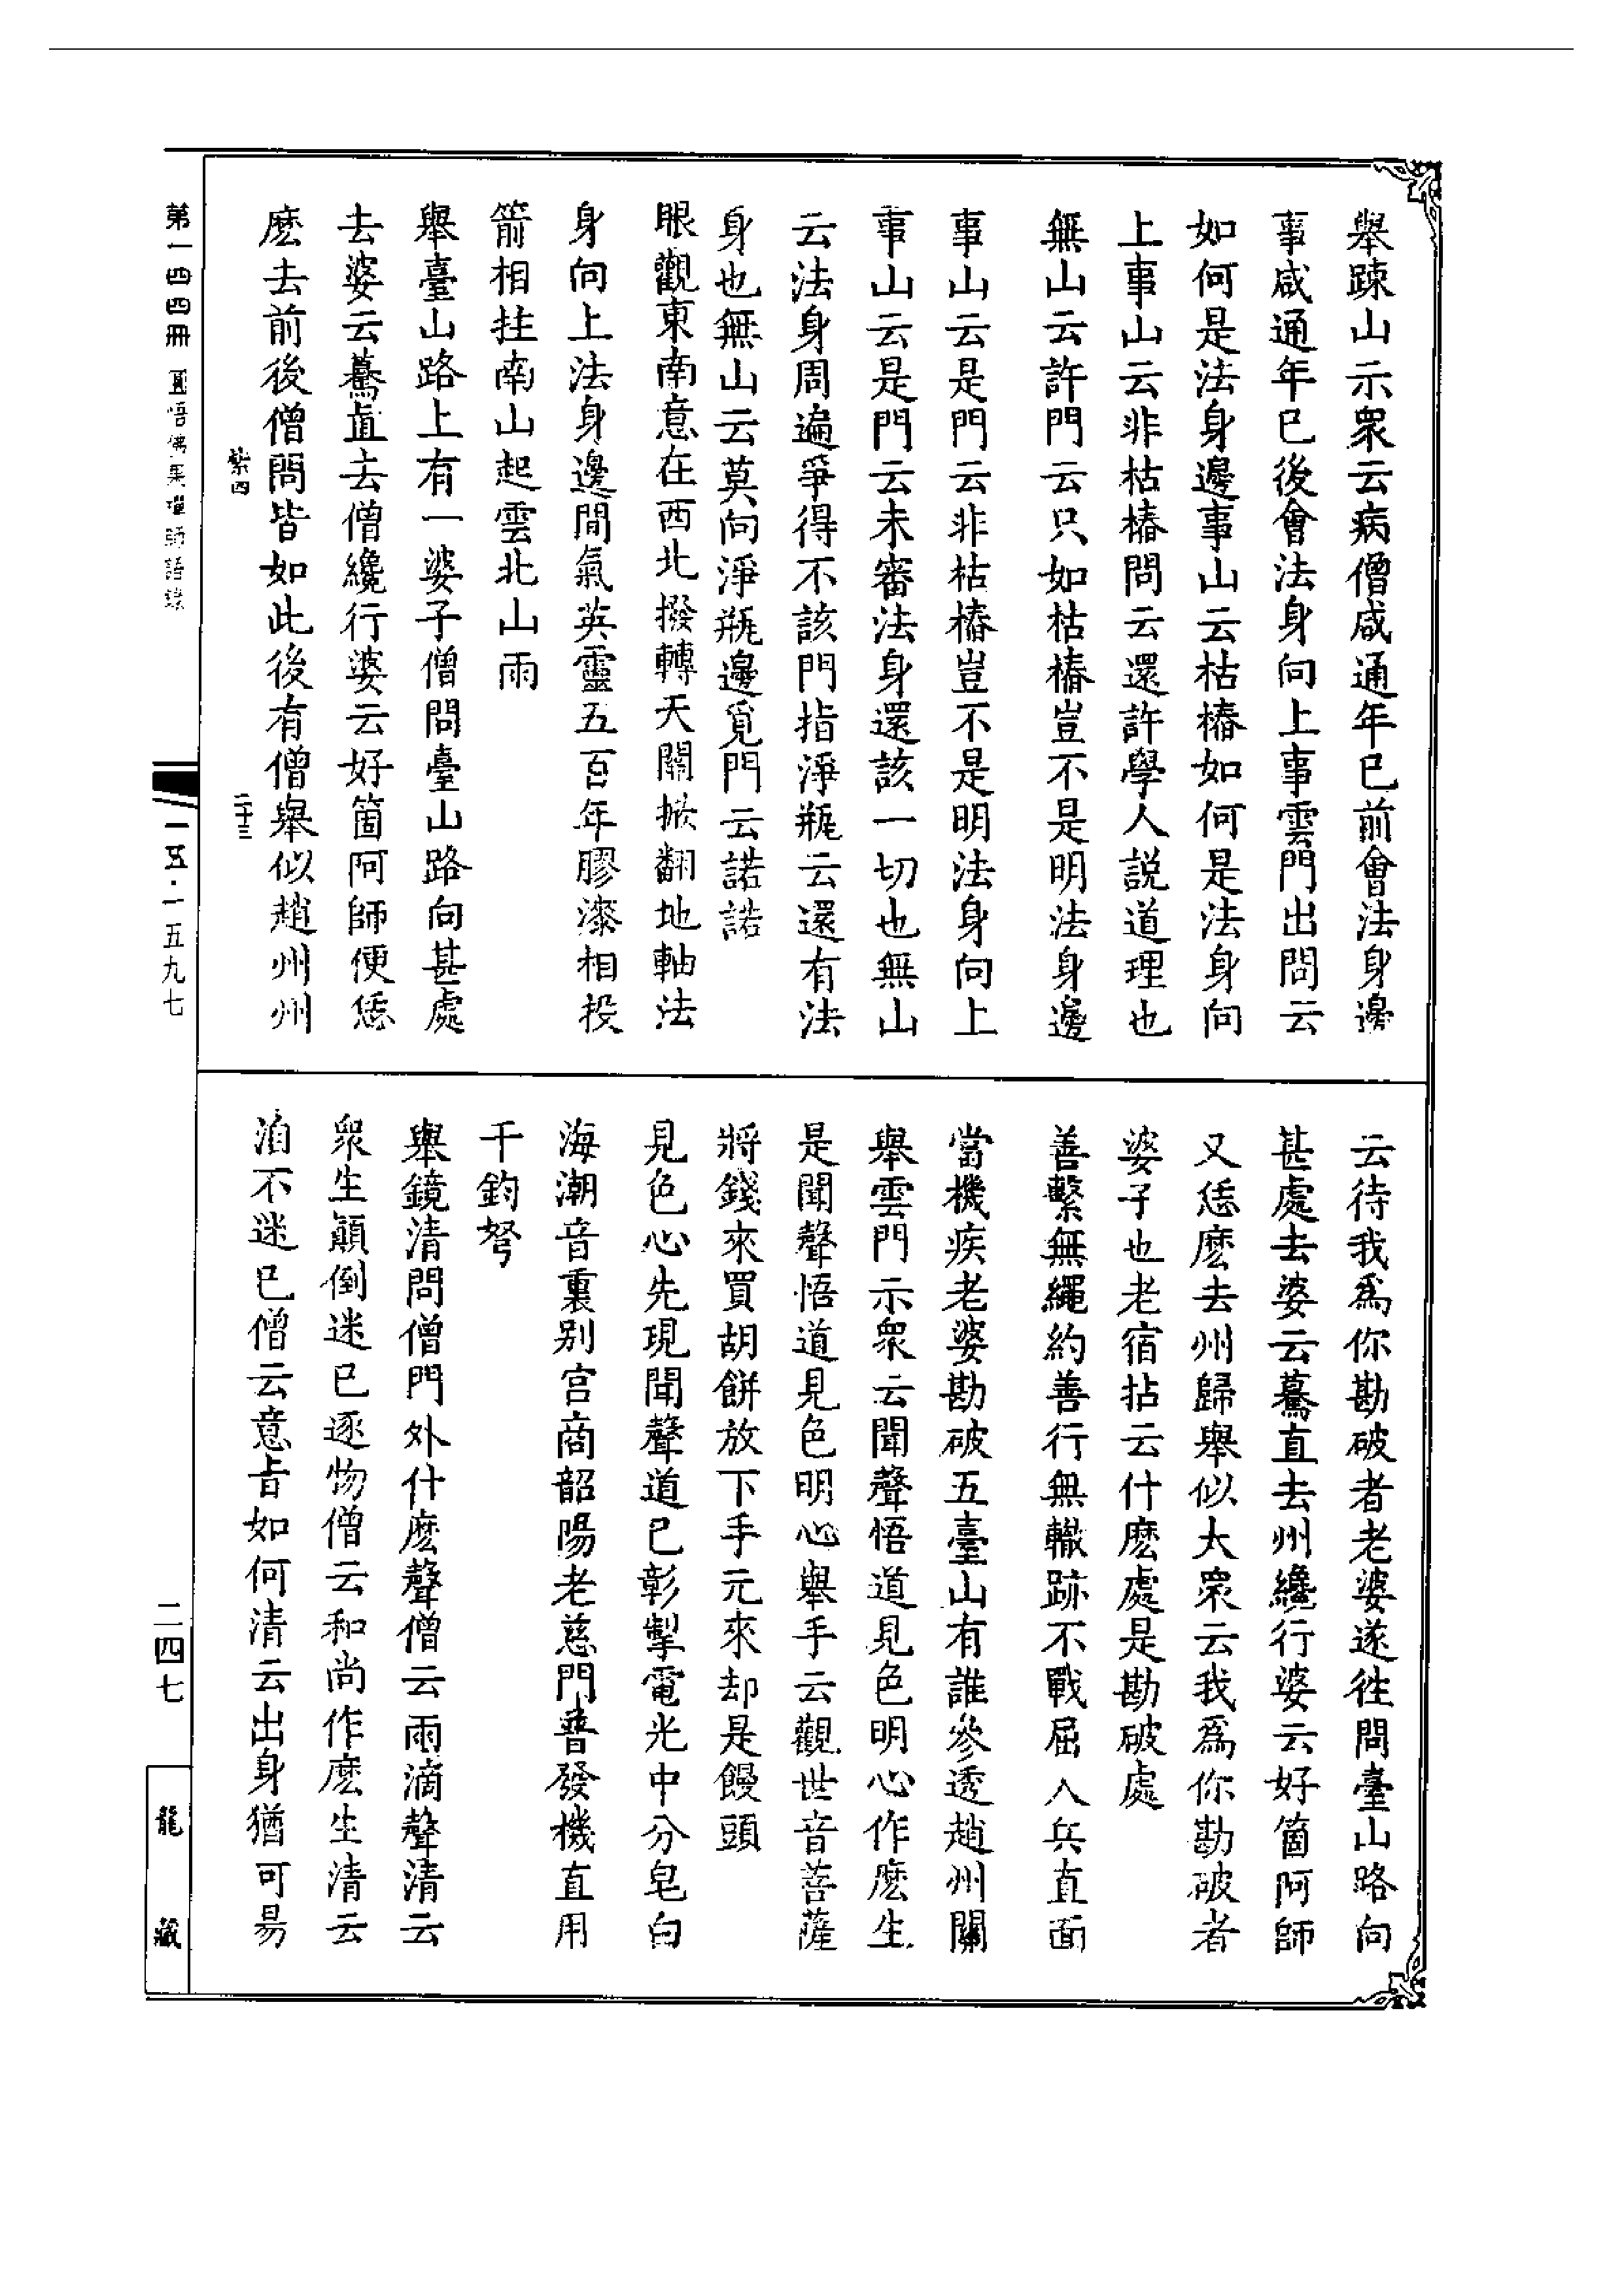 舉疎山示衆云病僧咸通年已前會法身邊
事咸通年已後會法身向上事雲門出問云
如何是法身邊事山云枯樁如何是法身向
上事山云非枯樁問云還許學人説道理也
無山云許門云只如枯樁豈不是明法身邊
事山云是門云非枯樁豈不是明法身向上
事山云是門云未審法身還該一切也無山
云法身周遍爭得不該門指淨瓶云還有法
身也無山云莫向淨瓶邊覓門云諾諾
眼觀東南意在西北撥轉天關掀翻地軸法
身向上法身邊間氣英靈五百年膠漆相投
箭相拄南山起雲北山雨
舉臺山路上有一婆子僧問臺山路向甚處
去婆云驀直去僧纔行婆云好箇阿師便恁
麽去前後僧問皆如此後有僧舉似趙州州
云待我爲你勘破者老婆遂往問臺山路向
甚處去婆云驀直去州纔行婆云好箇阿師
又恁麽去州歸舉似大衆云我爲你勘破者
婆子也老宿拈云什麽處是勘破處
善繫無繩約善行無轍跡不戰屈人兵直面
當機疾老婆勘破五臺山有誰參透趙州關
舉雲門示衆云聞聲悟道見色明心作麽生
是聞聲悟道見色明心舉手云觀世音菩薩
將錢來買胡餅放下手元來却是饅頭
見色心先現聞聲道已彰掣電光中分皂白
海潮音裏別宮商韶陽老慈門普發機直用
千鈞弩
舉鏡清問僧門外什麽聲僧云雨滴聲清云
衆生顛倒迷已逐物僧云和尚作麽生清云
洎不迷已僧云意旨如何清云出身猶可易
紫四
二十三
第一四四冊 圓悟佛果禪師語錄
一五·一五九七
二四七
龍藏